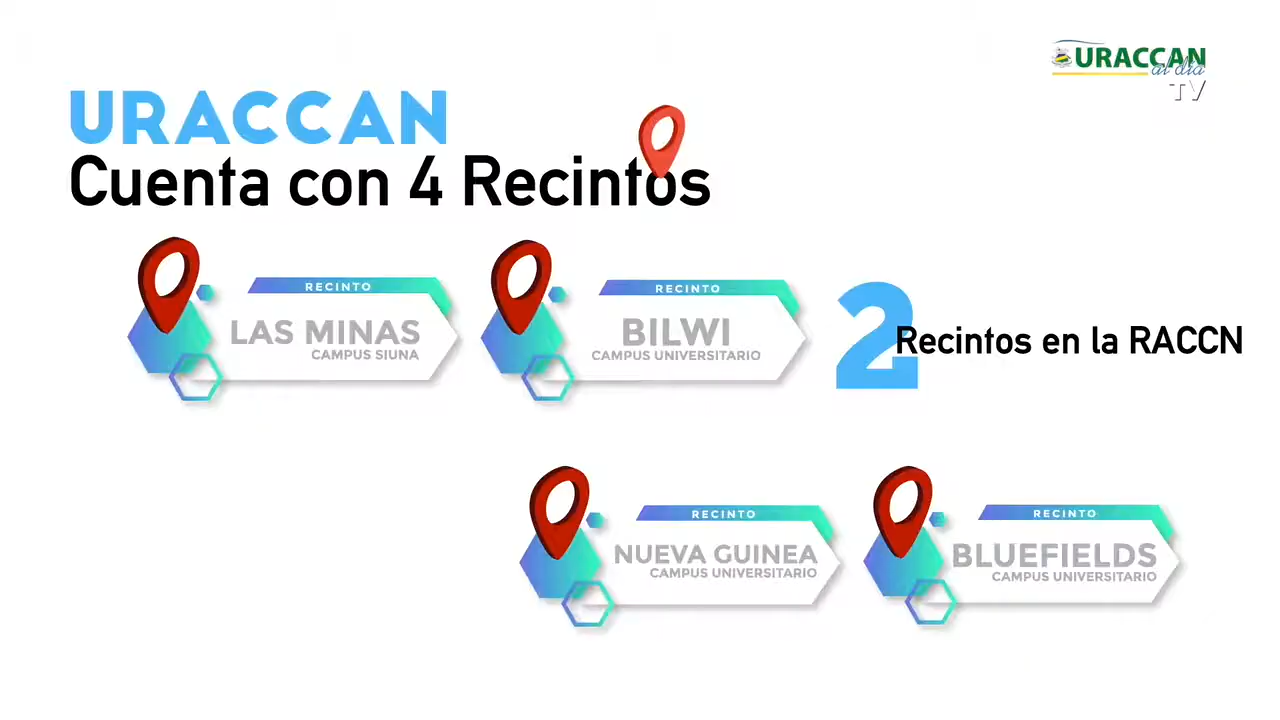 URACCAN
al día
TV
URACCAN
Cuenta con 4 Recintos
RECINTO
LAS MINAS
CAMPUS SIUNA
RECINTO
BILWI
CAMPUS UNIVERSITARIO
2 Recintos en la RACCN
RECINTO
NUEVA GUINEA
CAMPUS UNIVERSITARIO
RECINTO
BLUEFIELDS
CAMPUS UNIVERSITARIO